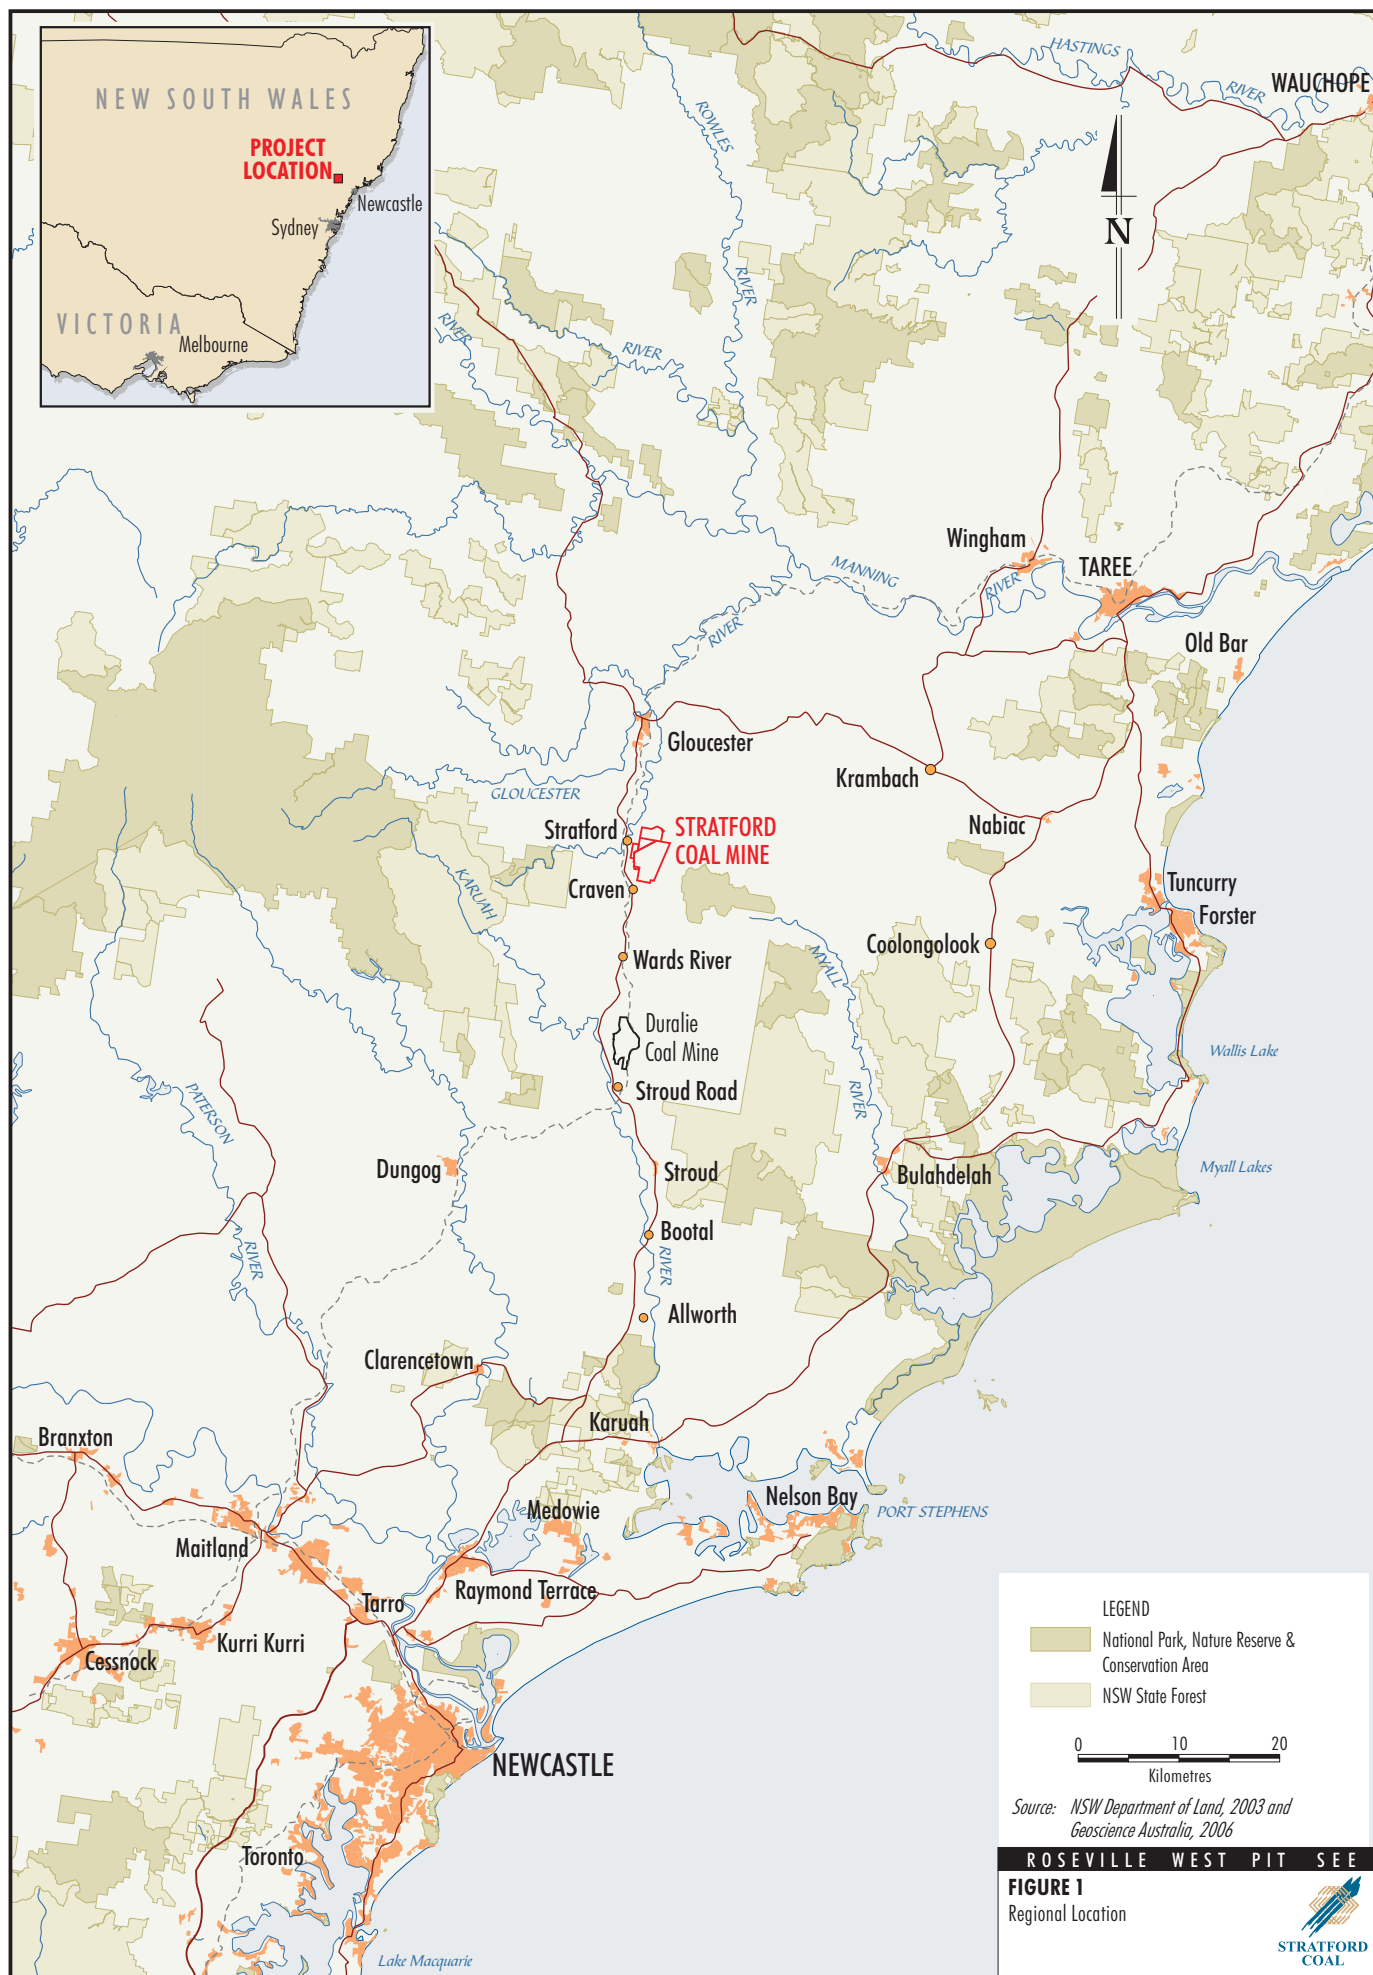 NEW SOUTH WALES
PROJECT
LOCATION
Newcastle
Sydney
VICTORIA
Melbourne
HASTINGS
RIVER
WAUCHOPE
ROWLES
RIVER
N
RIVER
RIVER
Wingham
TAREE
MANNING
RIVER
RIVER
Old Bar
Gloucester
Krambach
GLOUCESTER
Nabiac
Stratford
STRATFORD
COAL MINE
Craven
KARUAH
Tuncurry
Forster
Coolongolook
MYALL
Wards River
Duralie
Coal Mine
Wallis Lake
Stroud Road
RIVER
PATERSON
Dungog
Stroud
Bulahdelah
Myall Lakes
Bootal
RIVER
RIVER
Allworth
Clarencetown
Karuah
Branxton
Nelson Bay
Medowie
PORT STEPHENS
Maitland
Raymond Terrace
Tarro
Kurri Kurri
Cessnock
NEWCASTLE
Toronto
Lake Macquarie
LEGEND
National Park, Nature Reserve &
Conservation Area
NSW State Forest
0 10 20
Kilometres
Source: NSW Department of Land, 2003 and
Geoscience Australia, 2006
ROSEVILLE WEST PIT SEE
FIGURE 1
Regional Location
STRATFORD
COAL